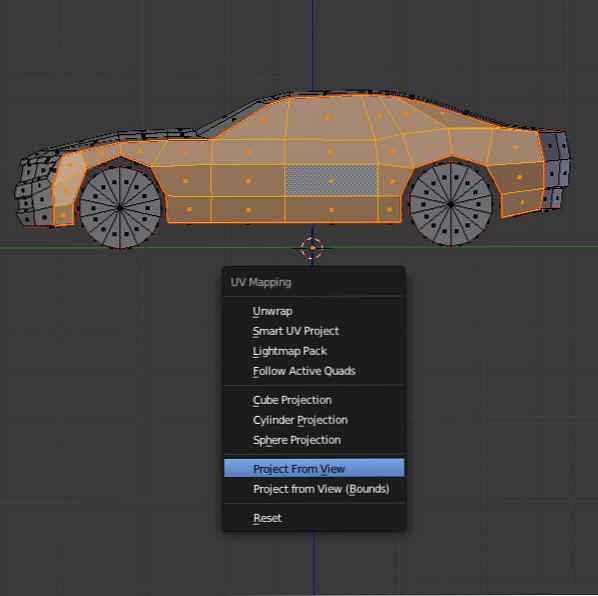 UV Mapping
Unwrap
Smart UV Project
Lightmap Pack
Follow Active Quads
Cube Projection
Cylinder Projection
Sphere Projection
Project From View
Project from View (Bounds)
Reset